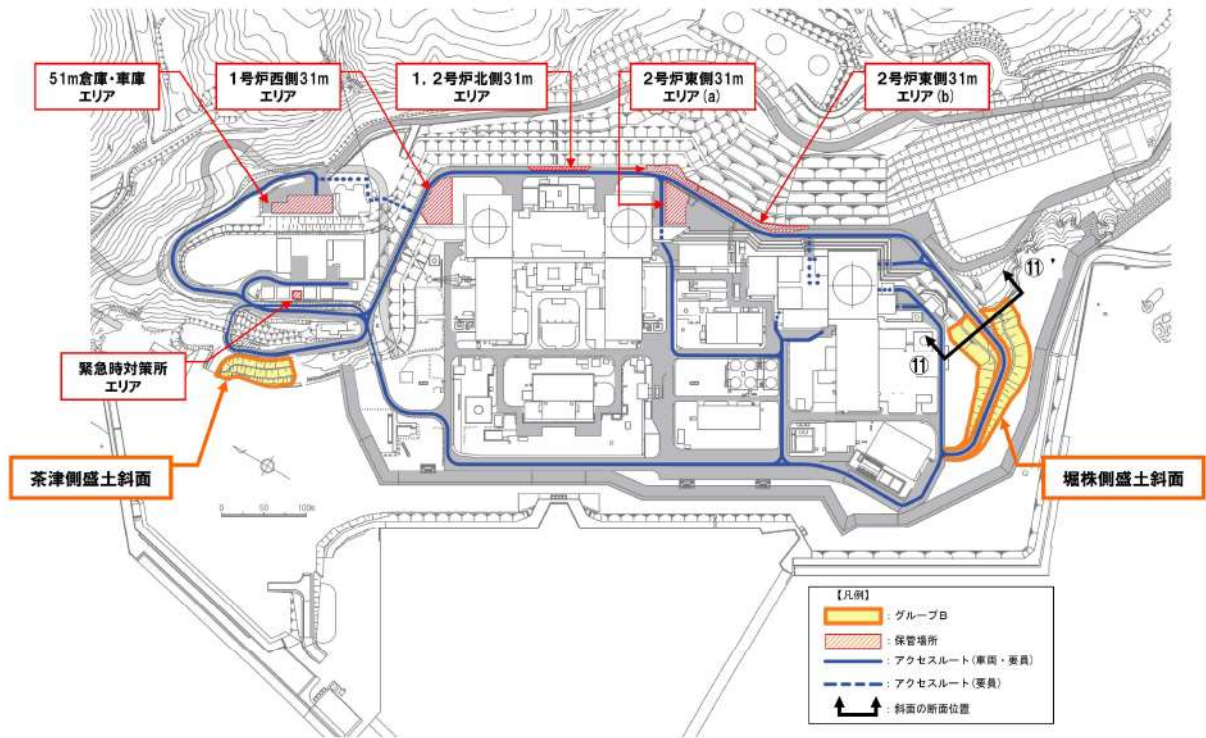 51m倉庫・車庫
エリア
1号炉西側31m
エリア
1．2号炉北側31m
エリア
2号炉東側31m
エリア(a)
2号炉東側31m
エリア(b)
⑪
⑪
緊急時対策所
エリア
茶津側盛土斜面
堀株側盛土斜面
0 50 100m
【凡例】
：グループB
：保管場所
：アクセスルート(車両・要員)
：アクセスルート(要員)
：斜面の断面位置